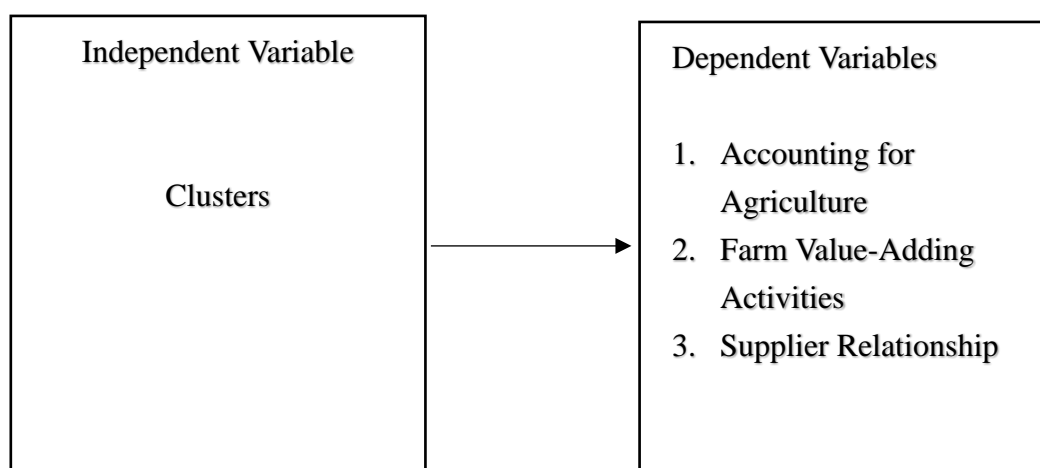 Independent Variable
Clusters
Dependent Variables
1. Accounting for
Agriculture
2. Farm Value-Adding
Activities
3. Supplier Relationship